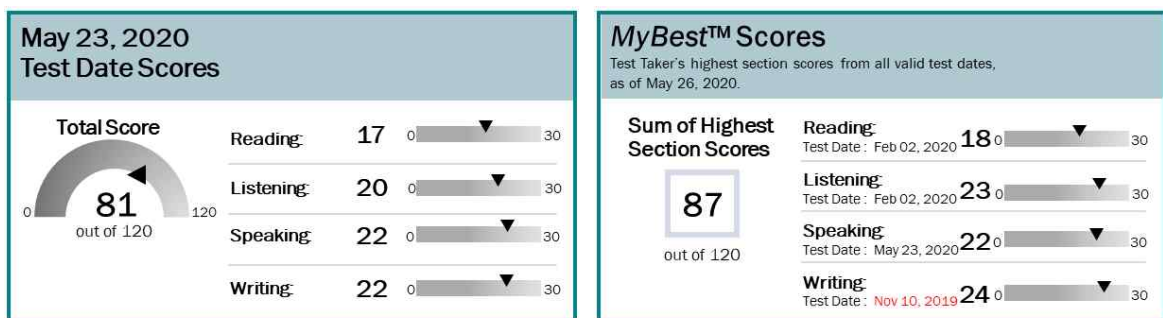 May 23, 2020
Test Date Scores
Total Score
0
81
120
out of 120
Reading: 17 0 30
Listening: 20 0 30
Speaking: 22 0 30
Writing: 22 0 30
MyBest™ Scores
Test Taker's highest section scores from all valid test dates,
as of May 26, 2020.
Sum of Highest
Section Scores
87
out of 120
Reading:
Test Date : Feb 02, 2020 18 0 30
Listening:
Test Date : Feb 02, 2020 23 0 30
Speaking:
Test Date : May 23, 2020 22 0 30
Writing:
Test Date : Nov 10, 2019 24 0 30